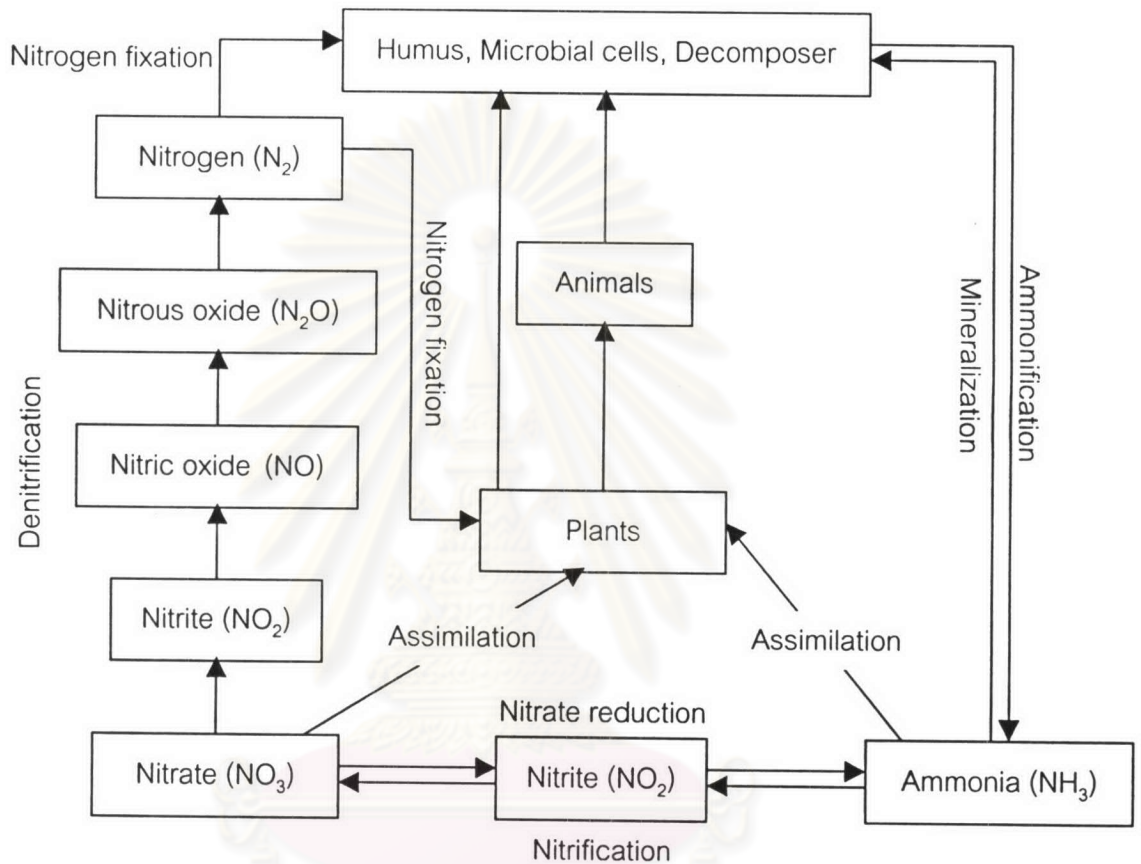 Humus, Microbial cells, Decomposer
Nitrogen fixation
Nitrogen (N₂)
Nitrogen fixation
Animals
Nitrous oxide (N₂O)
Mineralization
Ammonification
Denitrification
Nitric oxide (NO)
Plants
Nitrite (NO₂)
Assimilation
Assimilation
Nitrate reduction
Nitrate (NO₃)
Nitrite (NO₂)
Ammonia (NH₃)
Nitrification